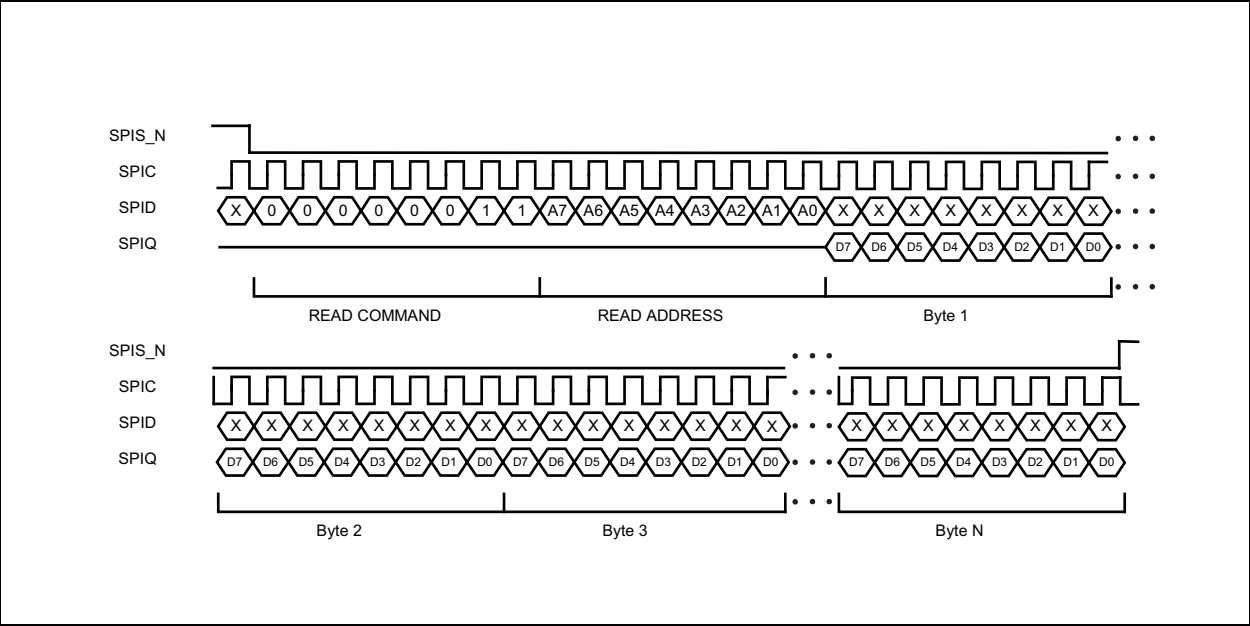 SPIS_N
SPIC
SPID X 0 0 0 0 0 0 1 1 A7 A6 A5 A4 A3 A2 A1 A0 X X X X X X X X
SPIQ D7 D6 D5 D4 D3 D2 D1 D0
READ COMMAND READ ADDRESS Byte 1
SPIS_N
SPIC
SPID X X X X X X X X X X X X X X X X X X X X X X X X
SPIQ D7 D6 D5 D4 D3 D2 D1 D0 D7 D6 D5 D4 D3 D2 D1 D0 D7 D6 D5 D4 D3 D2 D1 D0
Byte 2 Byte 3 Byte N